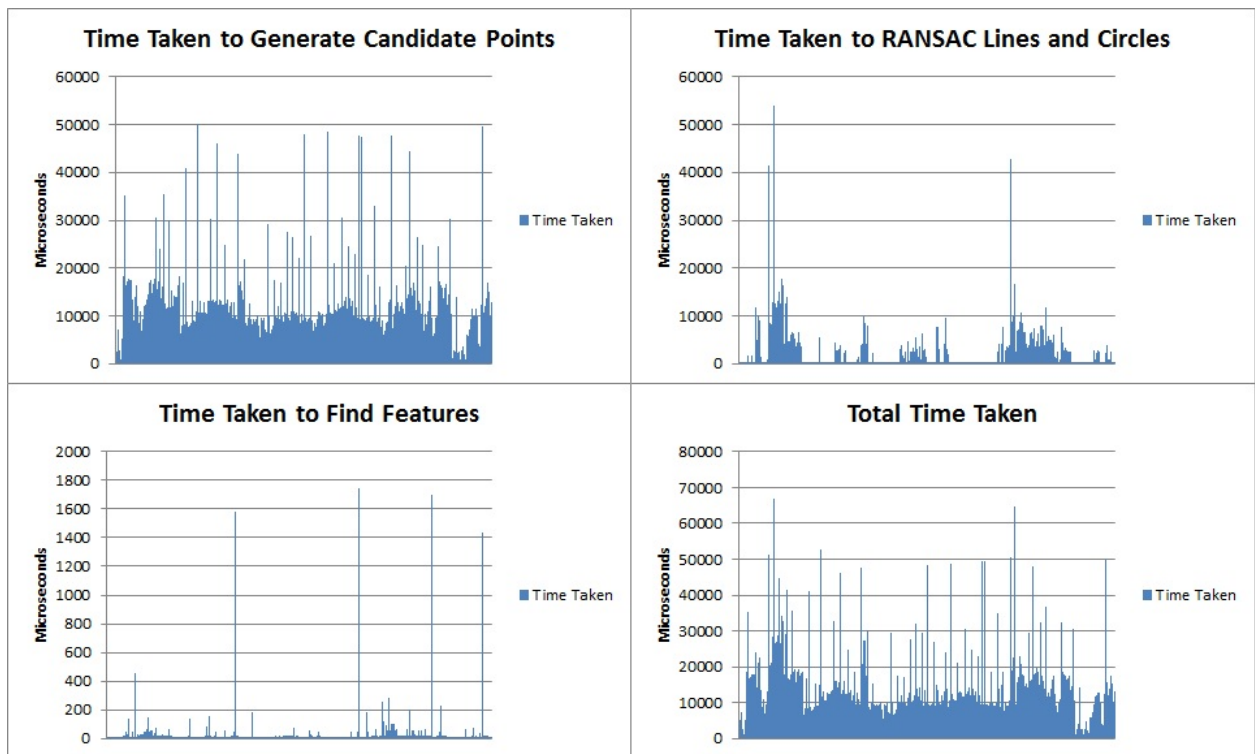 Time Taken to Generate Candidate Points
60000
50000
40000
30000
20000
10000
0
Microseconds
Time Taken
Time Taken to RANSAC Lines and Circles
60000
50000
40000
30000
20000
10000
0
Microseconds
Time Taken
Time Taken to Find Features
2000
1800
1600
1400
1200
1000
800
600
400
200
0
Microseconds
Time Taken
Total Time Taken
80000
70000
60000
50000
40000
30000
20000
10000
0
Microseconds
Time Taken